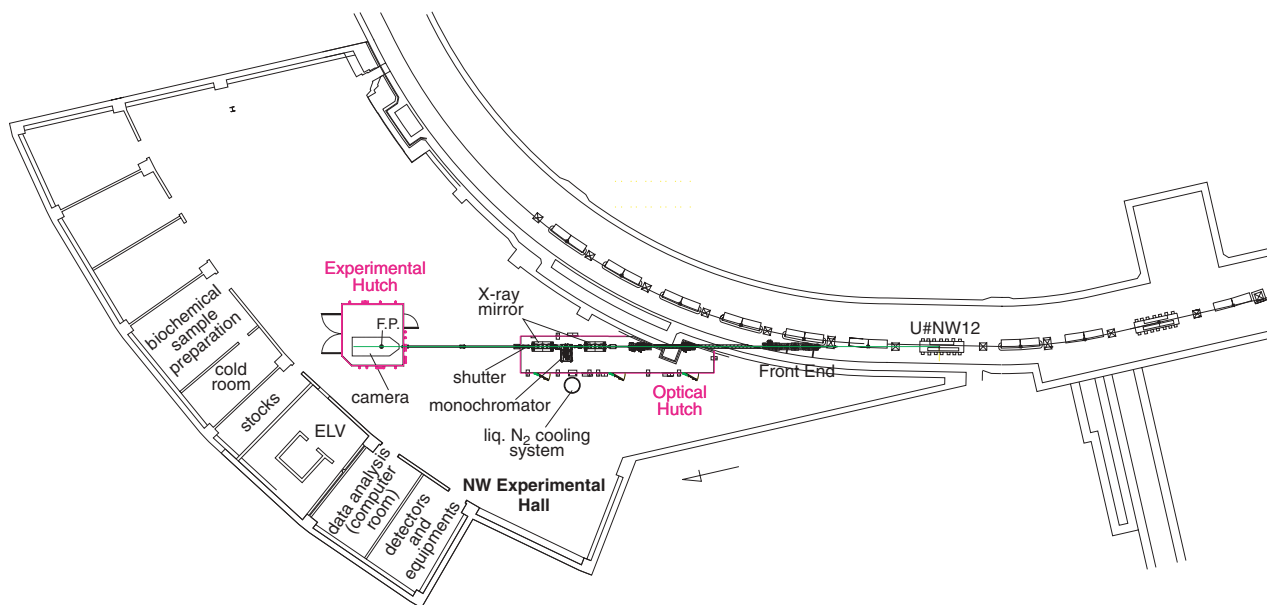 Experimental
Hutch
F.P.
camera
X-ray
mirror
shutter
monochromator
liq. N₂ cooling
system
Optical
Hutch
Front End
U#NW12
biochemical
sample
preparation
cold
room
stocks
ELV
data analysis
(computer
room)
detectors
and
equipments
NW Experimental
Hall